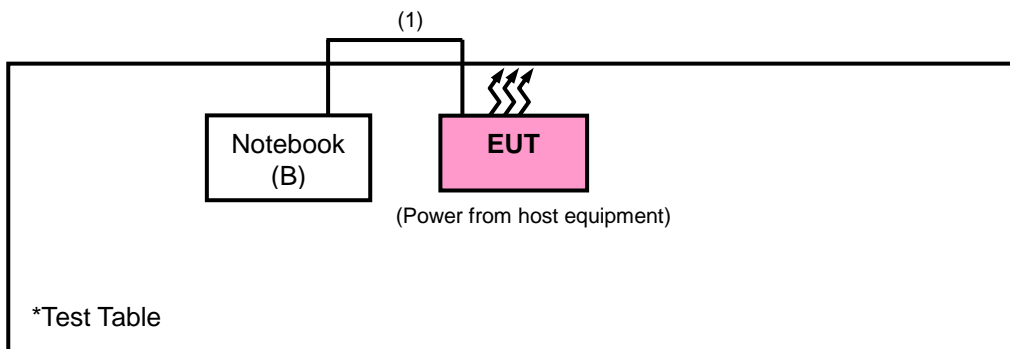 (1)
Notebook
(B)
EUT
(Power from host equipment)
*Test Table